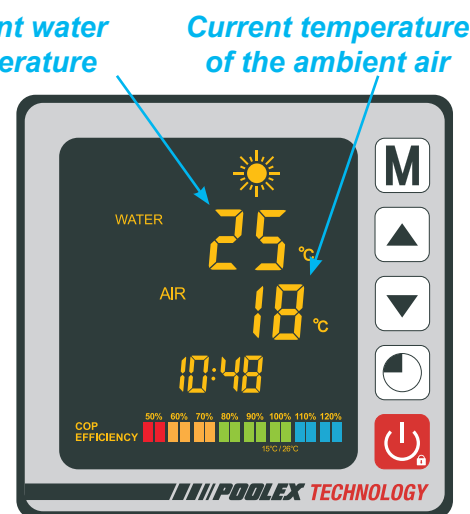 nt water
erature
Current temperature
of the ambient air
M
WATER 25 °C
AIR 18 °C
10:48
50% 60% 70% 80% 90% 100% 110% 120%
COP
EFFICIENCY
15°C / 26°C
POOLEX TECHNOLOGY